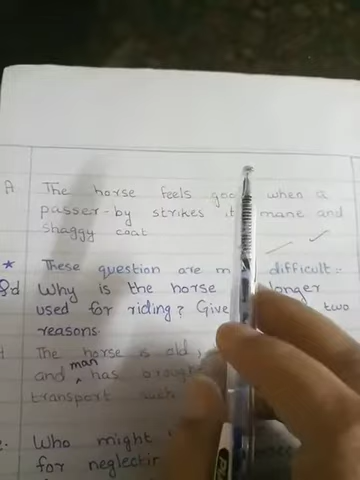 A The horse feels good when a
passer-by strikes it mane and
shaggy coat
* These question are difficult:-
Qd Why is the horse longer
used for riding? Give two
reasons.
The horse is old,
and man has
transport such
Who might
for